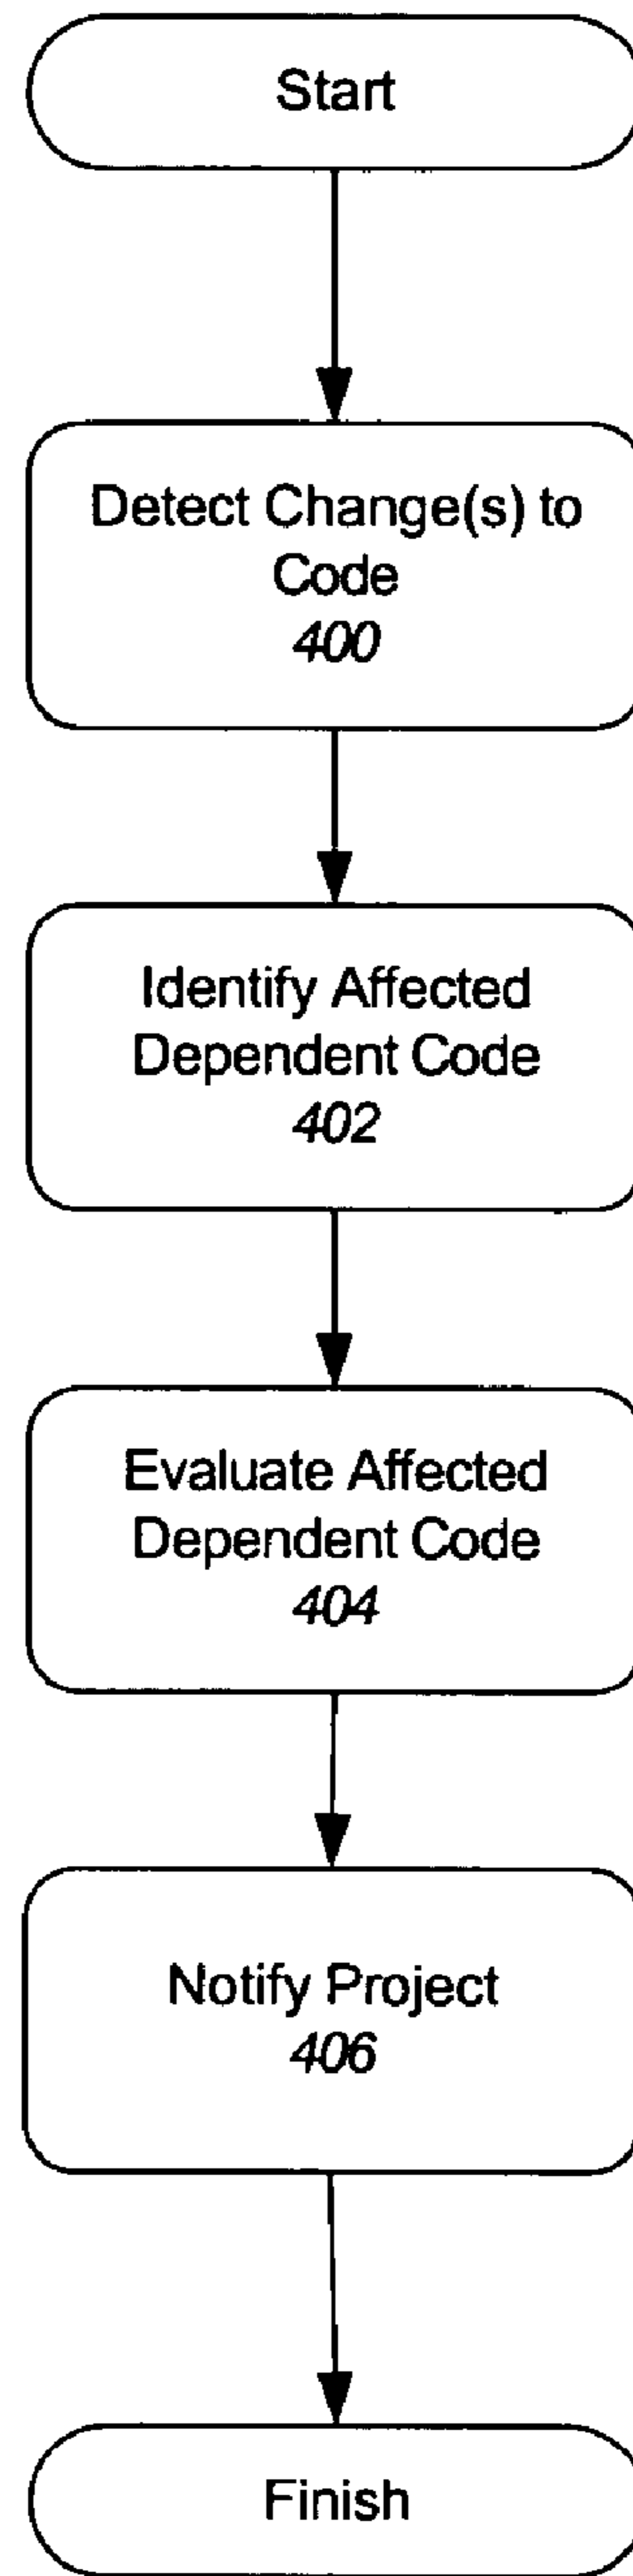 Start
Detect Change(s) to
Code
400
Identify Affected
Dependent Code
402
Evaluate Affected
Dependent Code
404
Notify Project
406
Finish